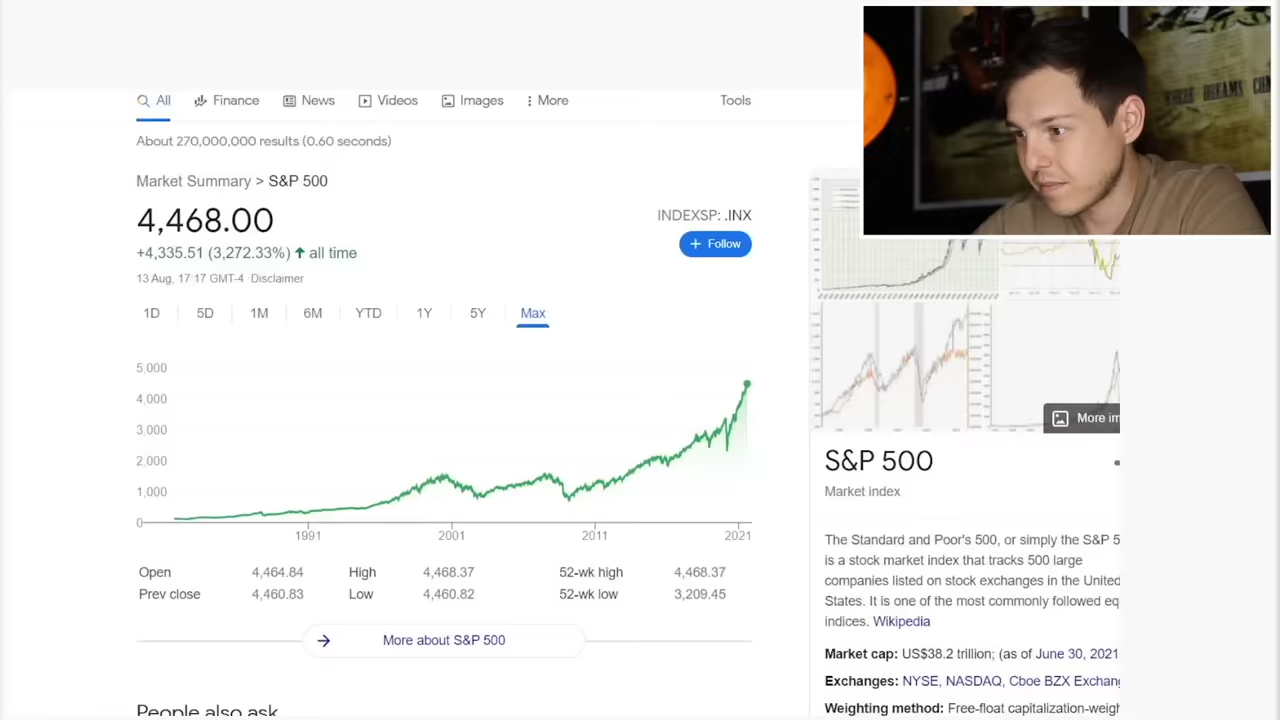 All
Finance
News
Videos
Images
More
Tools
About 270,000,000 results (0.60 seconds)
Market Summary > S&P 500
4,468.00
+4,335.51 (3,272.33%) ↑ all time
13 Aug, 17:17 GMT-4 · Disclaimer
INDEXSP: .INX
+ Follow
1D
5D
1M
6M
YTD
1Y
5Y
Max
5,000
4,000
3,000
2,000
1,000
0
1991
2001
2011
2021
Open 4,464.84 High 4,468.37 52-wk high 4,468.37
Prev close 4,460.83 Low 4,460.82 52-wk low 3,209.45
More about S&P 500
People also ask
WHERE DREAMS COM
More im
S&P 500
Market index
The Standard and Poor's 500, or simply the S&P 5
is a stock market index that tracks 500 large
companies listed on stock exchanges in the United
States. It is one of the most commonly followed eq
indices. Wikipedia
Market cap: US$38.2 trillion; (as of June 30, 2021
Exchanges: NYSE, NASDAQ, Cboe BZX Exchang
Weighting method: Free-float capitalization-weigh